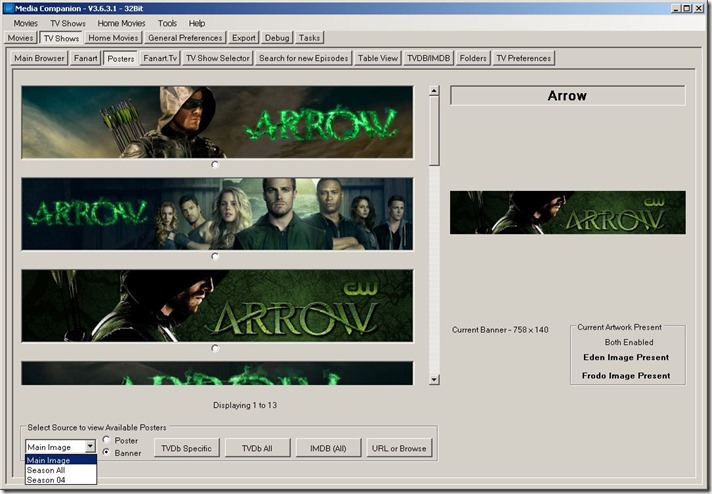 Media Companion - V3.6.3.1 - 32Bit
Movies TV Shows Home Movies Tools Help
Movies TV Shows Home Movies General Preferences Export Debug Tasks
Main Browser Fanart Posters Fanart.Tv TV Show Selector Search for new Episodes Table View TVDB/IMDB Folders TV Preferences
Arrow
ARROW
ARROW
CW
ARROW
CW
ARROW
ARROW
Current Banner - 758 x 140
Current Artwork Present
Both Enabled
Eden Image Present
Frodo Image Present
Displaying 1 to 13
Select Source to view Available Posters
Main Image
Poster
Banner
TVDb Specific TVDb All IMDB (All) URL or Browse
Main Image
Season All
Season 04